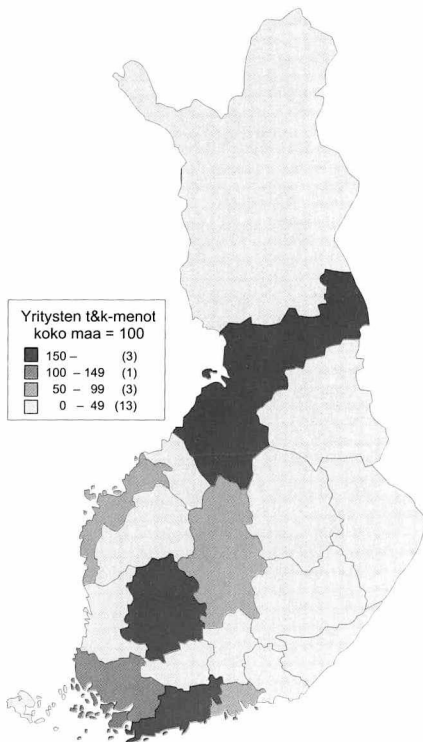 Yritysten t&k-menot
koko maa = 100
150 – (3)
100 – 149 (1)
50 – 99 (3)
0 – 49 (13)